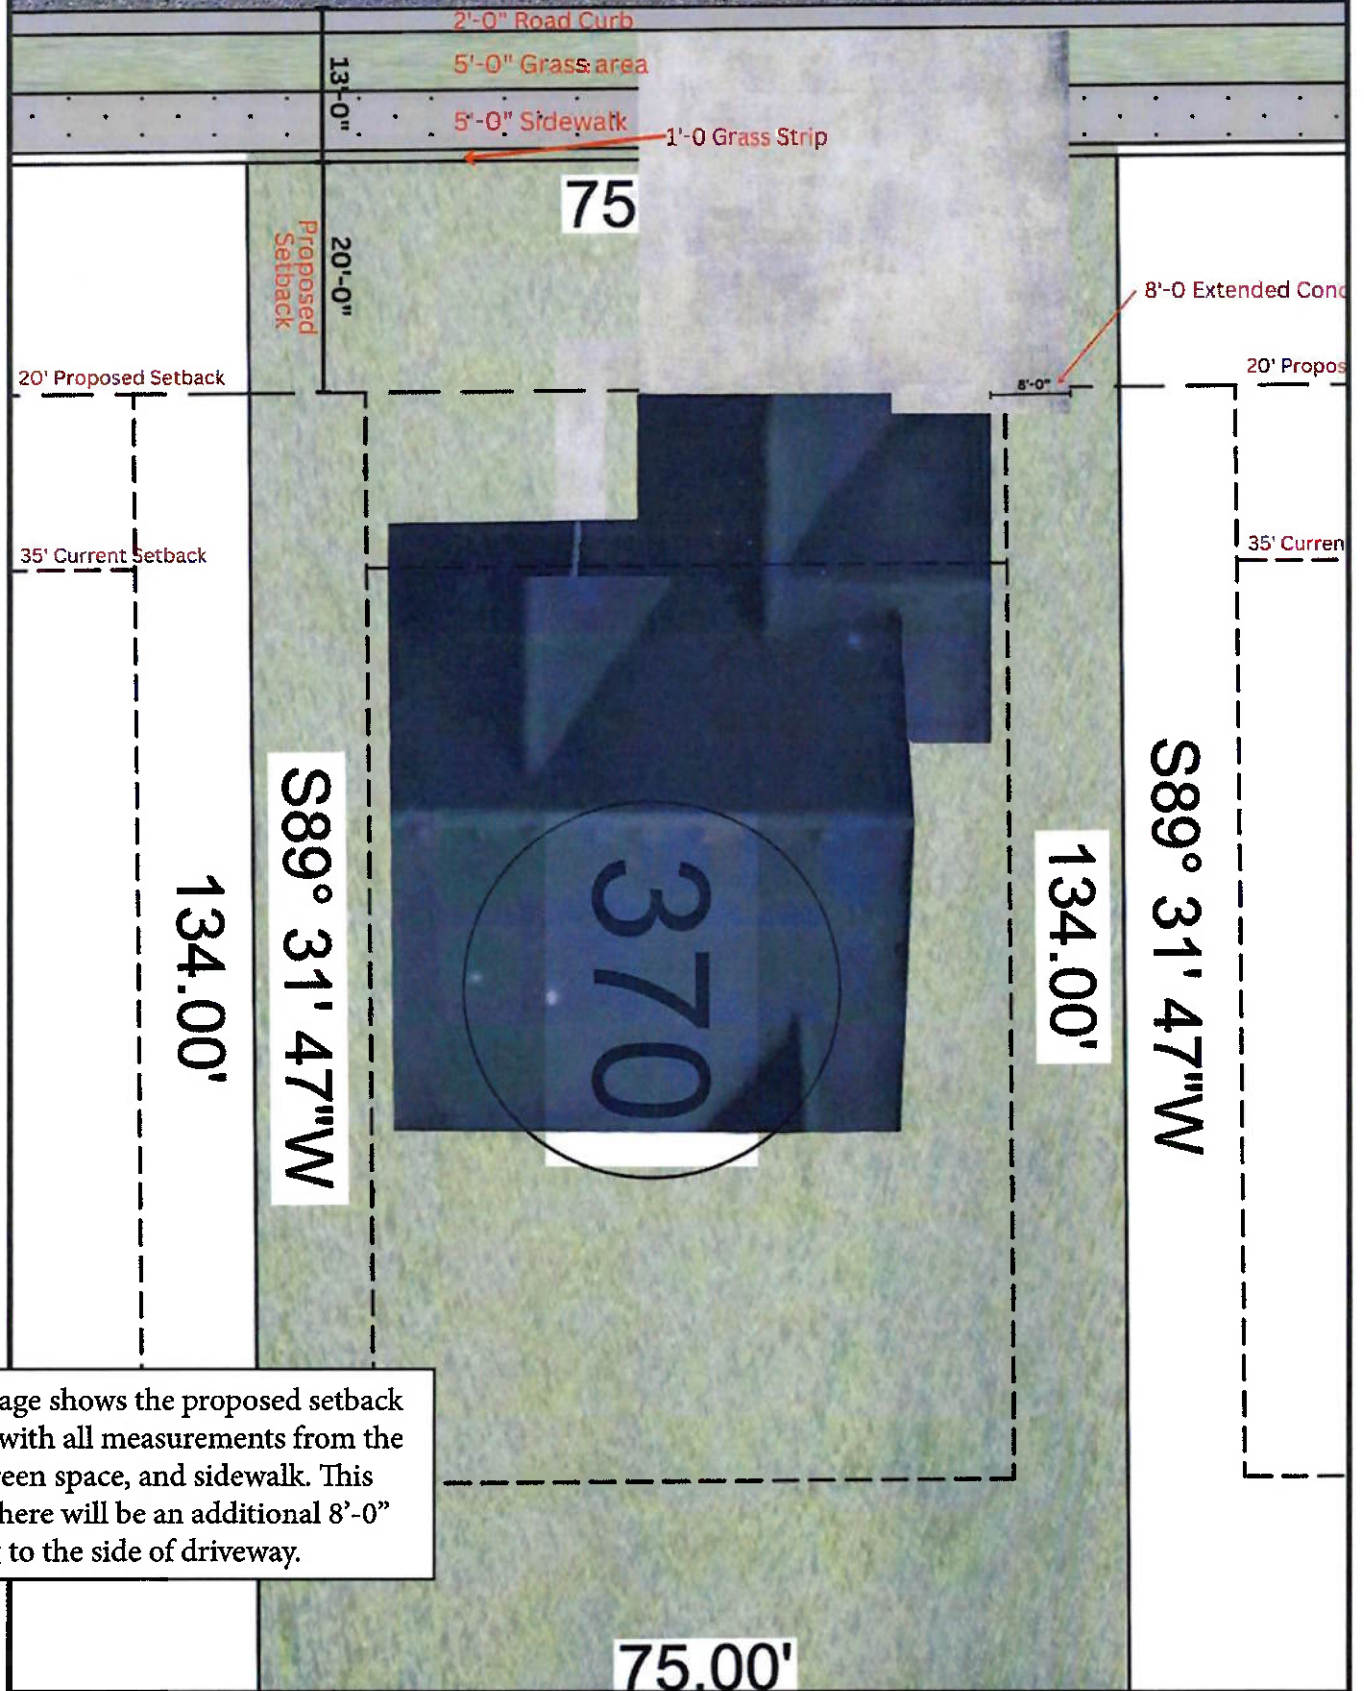 2'-0" Road Curb
5'-0" Grass area
13'-0"
5'-0" Sidewalk
1'-0 Grass Strip
75
20'-0"
Proposed
Setback
8'-0 Extended Conc
20' Proposed Setback
20' Propos
8'-0"
35' Current Setback
35' Curren
S89° 31' 47"W
134.00'
370
134.00'
S89° 31' 47"W
age shows the proposed setback
with all measurements from the
reen space, and sidewalk. This
here will be an additional 8'-0”
to the side of driveway.
75.00'